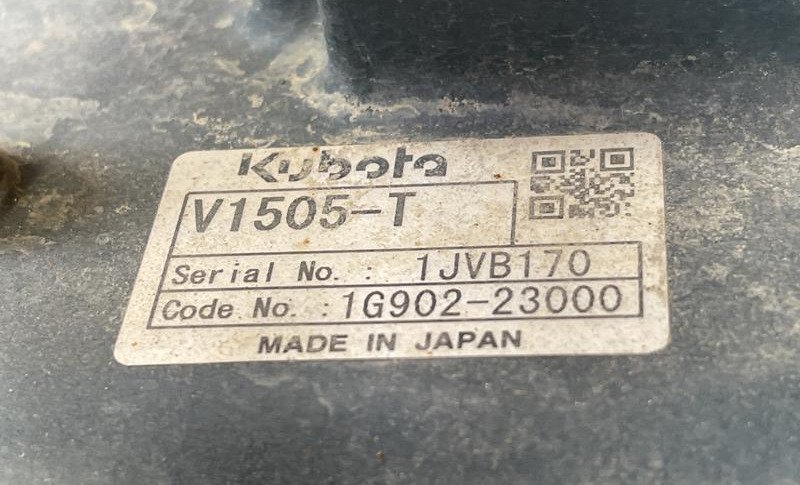 Kubota
V1505-T
Serial No. : 1JVB170
Code No. : 1G902-23000
MADE IN JAPAN